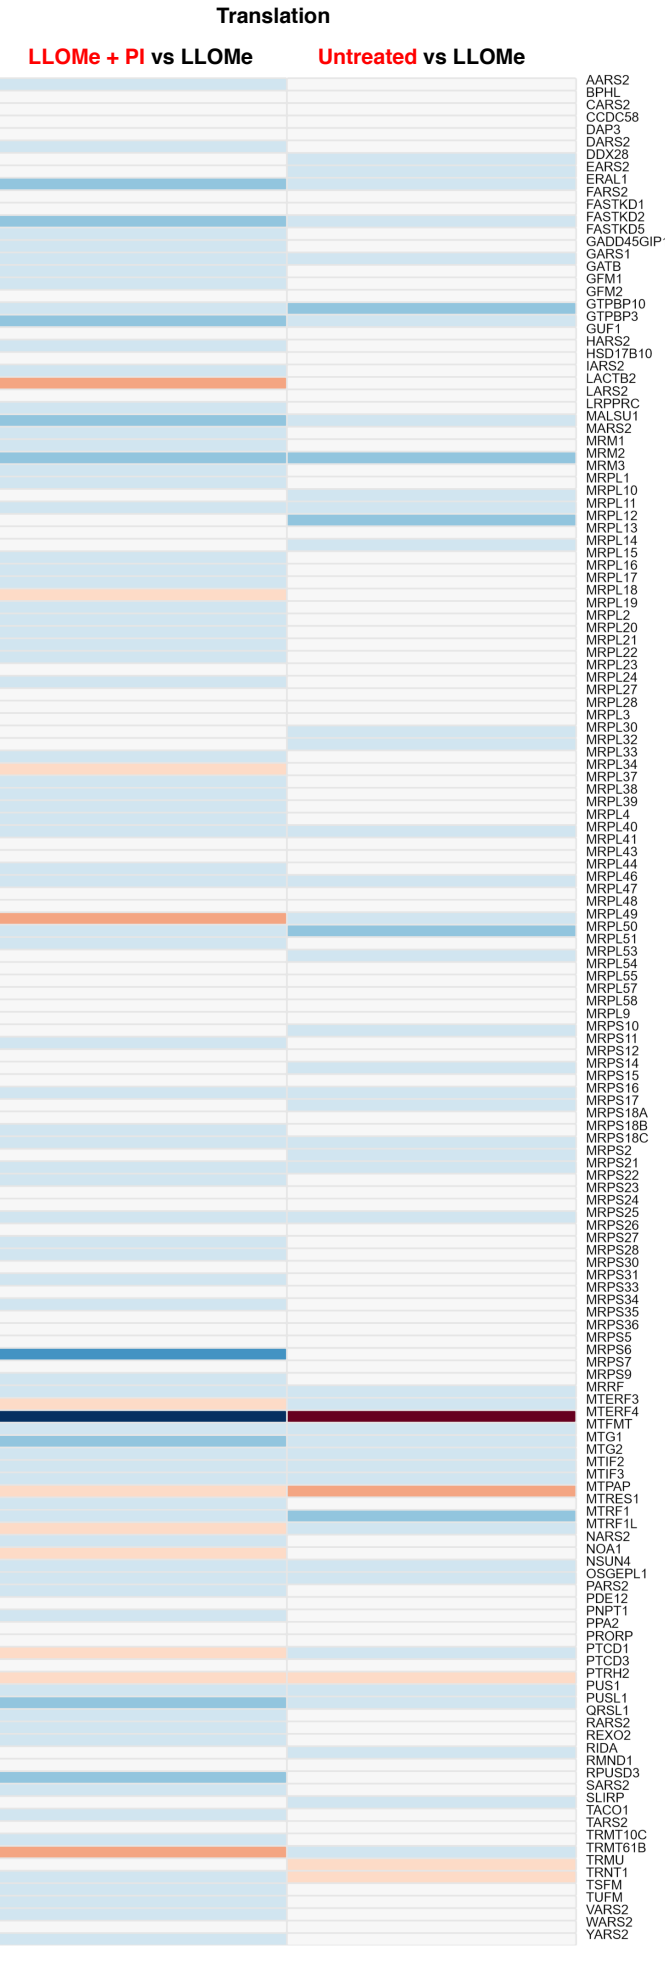 Translation
LLOMe + PI vs LLOMe
Untreated vs LLOMe
AARS2
BPHL
CARS2
CCDC58
DAP3
DARS2
DDX28
EARS2
ERAL1
FARS2
FASTKD1
FASTKD2
FASTKD5
GADD45GIP1
GARS1
GATB
GFM1
GFM2
GTPBP10
GTPBP3
GUF1
HARS2
HSD17B10
IARS2
LACTB2
LARS2
LRPPRC
MALSU1
MARS2
MRM1
MRM2
MRM3
MRPL1
MRPL10
MRPL11
MRPL12
MRPL13
MRPL14
MRPL15
MRPL16
MRPL17
MRPL18
MRPL19
MRPL2
MRPL20
MRPL21
MRPL22
MRPL23
MRPL24
MRPL27
MRPL28
MRPL3
MRPL30
MRPL32
MRPL33
MRPL34
MRPL37
MRPL38
MRPL39
MRPL4
MRPL40
MRPL41
MRPL43
MRPL44
MRPL46
MRPL47
MRPL48
MRPL49
MRPL50
MRPL51
MRPL53
MRPL54
MRPL55
MRPL57
MRPL58
MRPL9
MRPS10
MRPS11
MRPS12
MRPS14
MRPS15
MRPS16
MRPS17
MRPS18A
MRPS18B
MRPS18C
MRPS2
MRPS21
MRPS22
MRPS23
MRPS24
MRPS25
MRPS26
MRPS27
MRPS28
MRPS30
MRPS31
MRPS33
MRPS34
MRPS35
MRPS36
MRPS5
MRPS6
MRPS7
MRPS9
MRRF
MTERF3
MTERF4
MTFMT
MTG1
MTG2
MTIF2
MTIF3
MTPAP
MTRES1
MTRF1
MTRF1L
NARS2
NOA1
NSUN4
OSGEPL1
PARS2
PDE12
PNPT1
PPA2
PRORP
PTCD1
PTCD3
PTRH2
PUS1
PUSL1
QRSL1
RARS2
REXO2
RIDA
RMND1
RPUSD3
SARS2
SLIRP
TACO1
TARS2
TRMT10C
TRMT61B
TRMU
TRNT1
TSFM
TUFM
VARS2
WARS2
YARS2